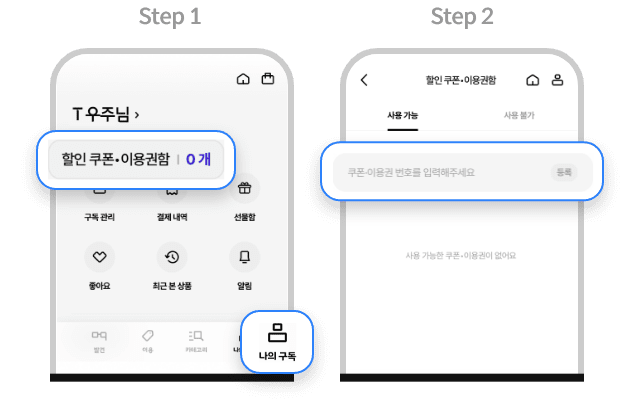 Step 1
T 우주님 ›
할인 쿠폰•이용권함 | 0 개
구독 관리 결제 내역 선물함
좋아요 최근 본 상품 알림
카테고리
나의 구독
Step 2
할인 쿠폰•이용권함
사용 가능 사용 불가
쿠폰·이용권 번호를 입력해주세요 등록
사용 가능한 쿠폰•이용권이 없어요